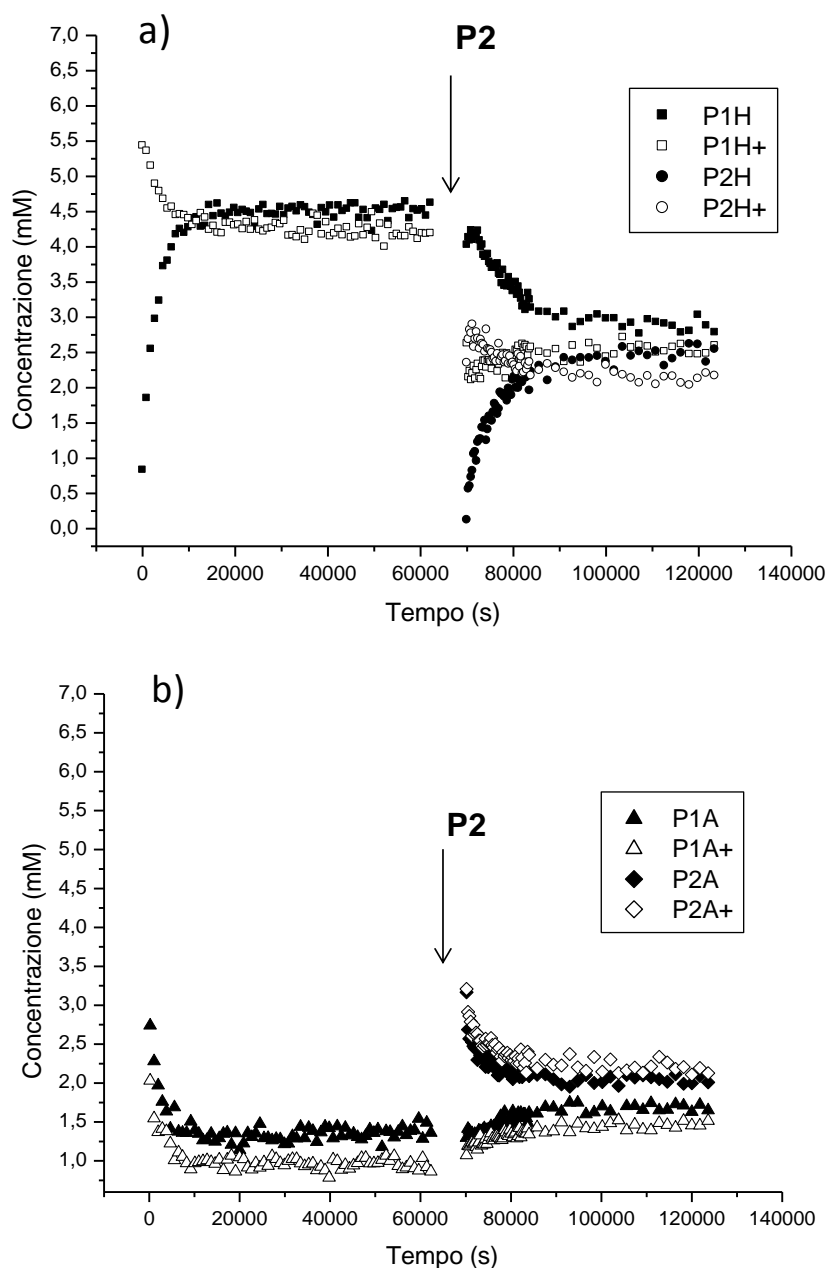 a)
P2
7,0
6,5
6,0
5,5
5,0
4,5
4,0
3,5
3,0
2,5
2,0
1,5
1,0
0,5
0,0
Concentrazione (mM)
P1H
P1H+
P2H
P2H+
0 20000 40000 60000 80000 100000 120000 140000
Tempo (s)
b)
P2
7,0
6,5
6,0
5,5
5,0
4,5
4,0
3,5
3,0
2,5
2,0
1,5
1,0
Concentrazione (mM)
P1A
P1A+
P2A
P2A+
0 20000 40000 60000 80000 100000 120000 140000
Tempo (s)